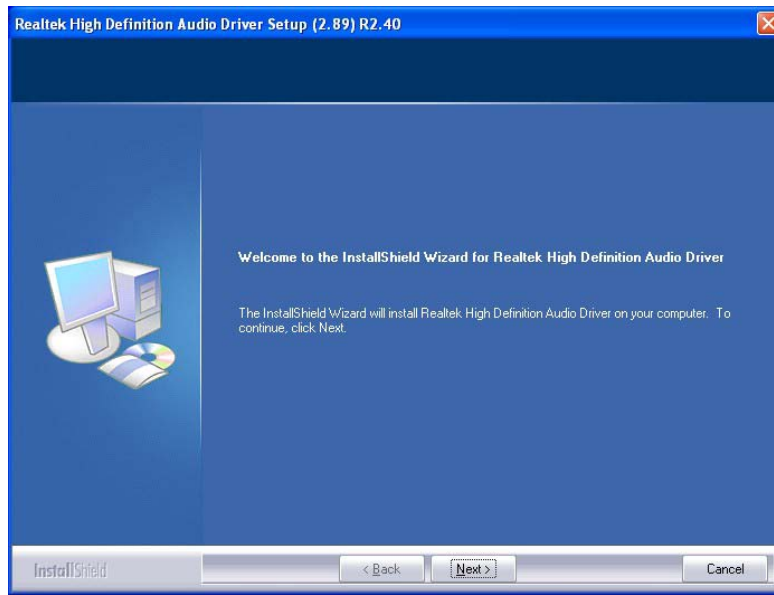 Realtek High Definition Audio Driver Setup (2.89) R2.40
Welcome to the InstallShield Wizard for Realtek High Definition Audio Driver
The InstallShield Wizard will install Realtek High Definition Audio Driver on your computer. To
continue, click Next.
InstallShield
< Back
Next >
Cancel